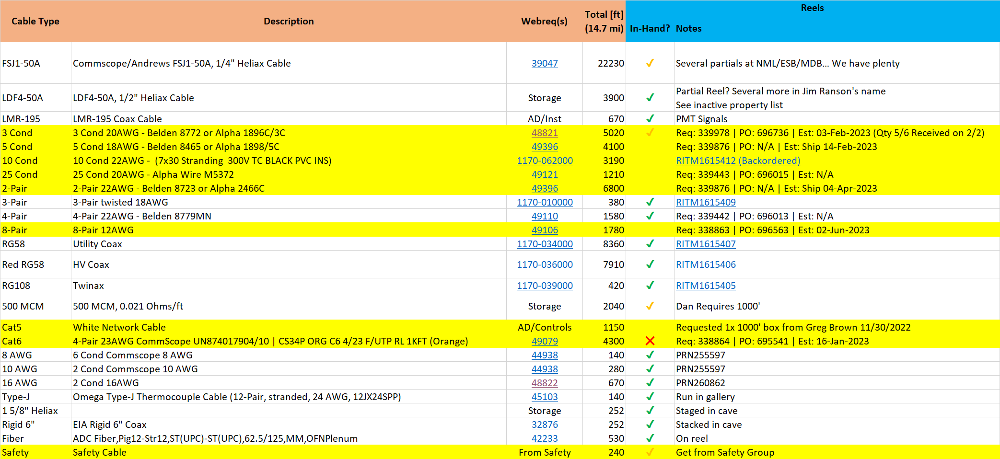 Reels
Cable Type Description Webreq(s) Total [ft] (14.7 mi) In-Hand? Notes
FSJ1-50A Commscope/Andrews FSJ1-50A, 1/4" Heliax Cable 39047 22230 ✓ Several partials at NML/ESB/MDB... We have plenty
LDF4-50A LDF4-50A, 1/2" Heliax Cable Storage 3900 ✓ Partial Reel? Several more in Jim Ranson's name
See inactive property list
LMR-195 LMR-195 Coax Cable AD/Inst 670 ✓ PMT Signals
3 Cond 3 Cond 20AWG - Belden 8772 or Alpha 1896C/3C 48821 5020 ✓ Req: 339978 | PO: 696736 | Est: 03-Feb-2023 (Qty 5/6 Received on 2/2)
5 Cond 5 Cond 18AWG - Belden 8465 or Alpha 1898/5C 49396 4100 Req: 339876 | PO: N/A | Est: Ship 14-Feb-2023
10 Cond 10 Cond 22AWG - (7x30 Stranding 300V TC BLACK PVC INS) 1170-062000 3190 RITM1615412 (Backordered)
25 Cond 25 Cond 20AWG - Alpha Wire M5372 49121 1210 Req: 339443 | PO: 696015 | Est: N/A
2-Pair 2-Pair 22AWG - Belden 8723 or Alpha 2466C 49396 6800 Req: 339876 | PO: N/A | Est: Ship 04-Apr-2023
3-Pair 3-Pair twisted 18AWG 1170-010000 380 ✓ RITM1615409
4-Pair 4-Pair 22AWG - Belden 8779MN 49110 1580 ✓ Req: 339442 | PO: 696013 | Est: N/A
8-Pair 8-Pair 12AWG 49106 1780 Req: 338863 | PO: 696563 | Est: 02-Jun-2023
RG58 Utility Coax 1170-034000 8360 ✓ RITM1615407
Red RG58 HV Coax 1170-036000 7910 ✓ RITM1615406
RG108 Twinax 1170-039000 420 ✓ RITM1615405
500 MCM 500 MCM, 0.021 Ohms/ft Storage 2040 ✓ Dan Requires 1000'
Cat5 White Network Cable AD/Controls 1150 Requested 1x 1000' box from Greg Brown 11/30/2022
Cat6 4-Pair 23AWG CommScope UN874017904/10 | CS34P ORG C6 4/23 F/UTP RL 1KFT (Orange) 49079 4300 ✕ Req: 338864 | PO: 695541 | Est: 16-Jan-2023
8 AWG 6 Cond Commscope 8 AWG 44938 140 ✓ PRN255597
10 AWG 2 Cond Commscope 10 AWG 44938 280 ✓ PRN255597
16 AWG 2 Cond 16AWG 48822 670 ✓ PRN260862
Type-J Omega Type-J Thermocouple Cable (12-Pair, stranded, 24 AWG, 12JX24SPP) 45103 140 ✓ Run in gallery
1 5/8" Heliax Storage 252 ✓ Staged in cave
Rigid 6" EIA Rigid 6" Coax 32876 252 ✓ Stacked in cave
Fiber ADC Fiber,Pig12-Str12,ST(UPC)-ST(UPC),62.5/125,MM,OFNPlenum 42233 530 ✓ On reel
Safety Safety Cable From Safety 240 ✓ Get from Safety Group